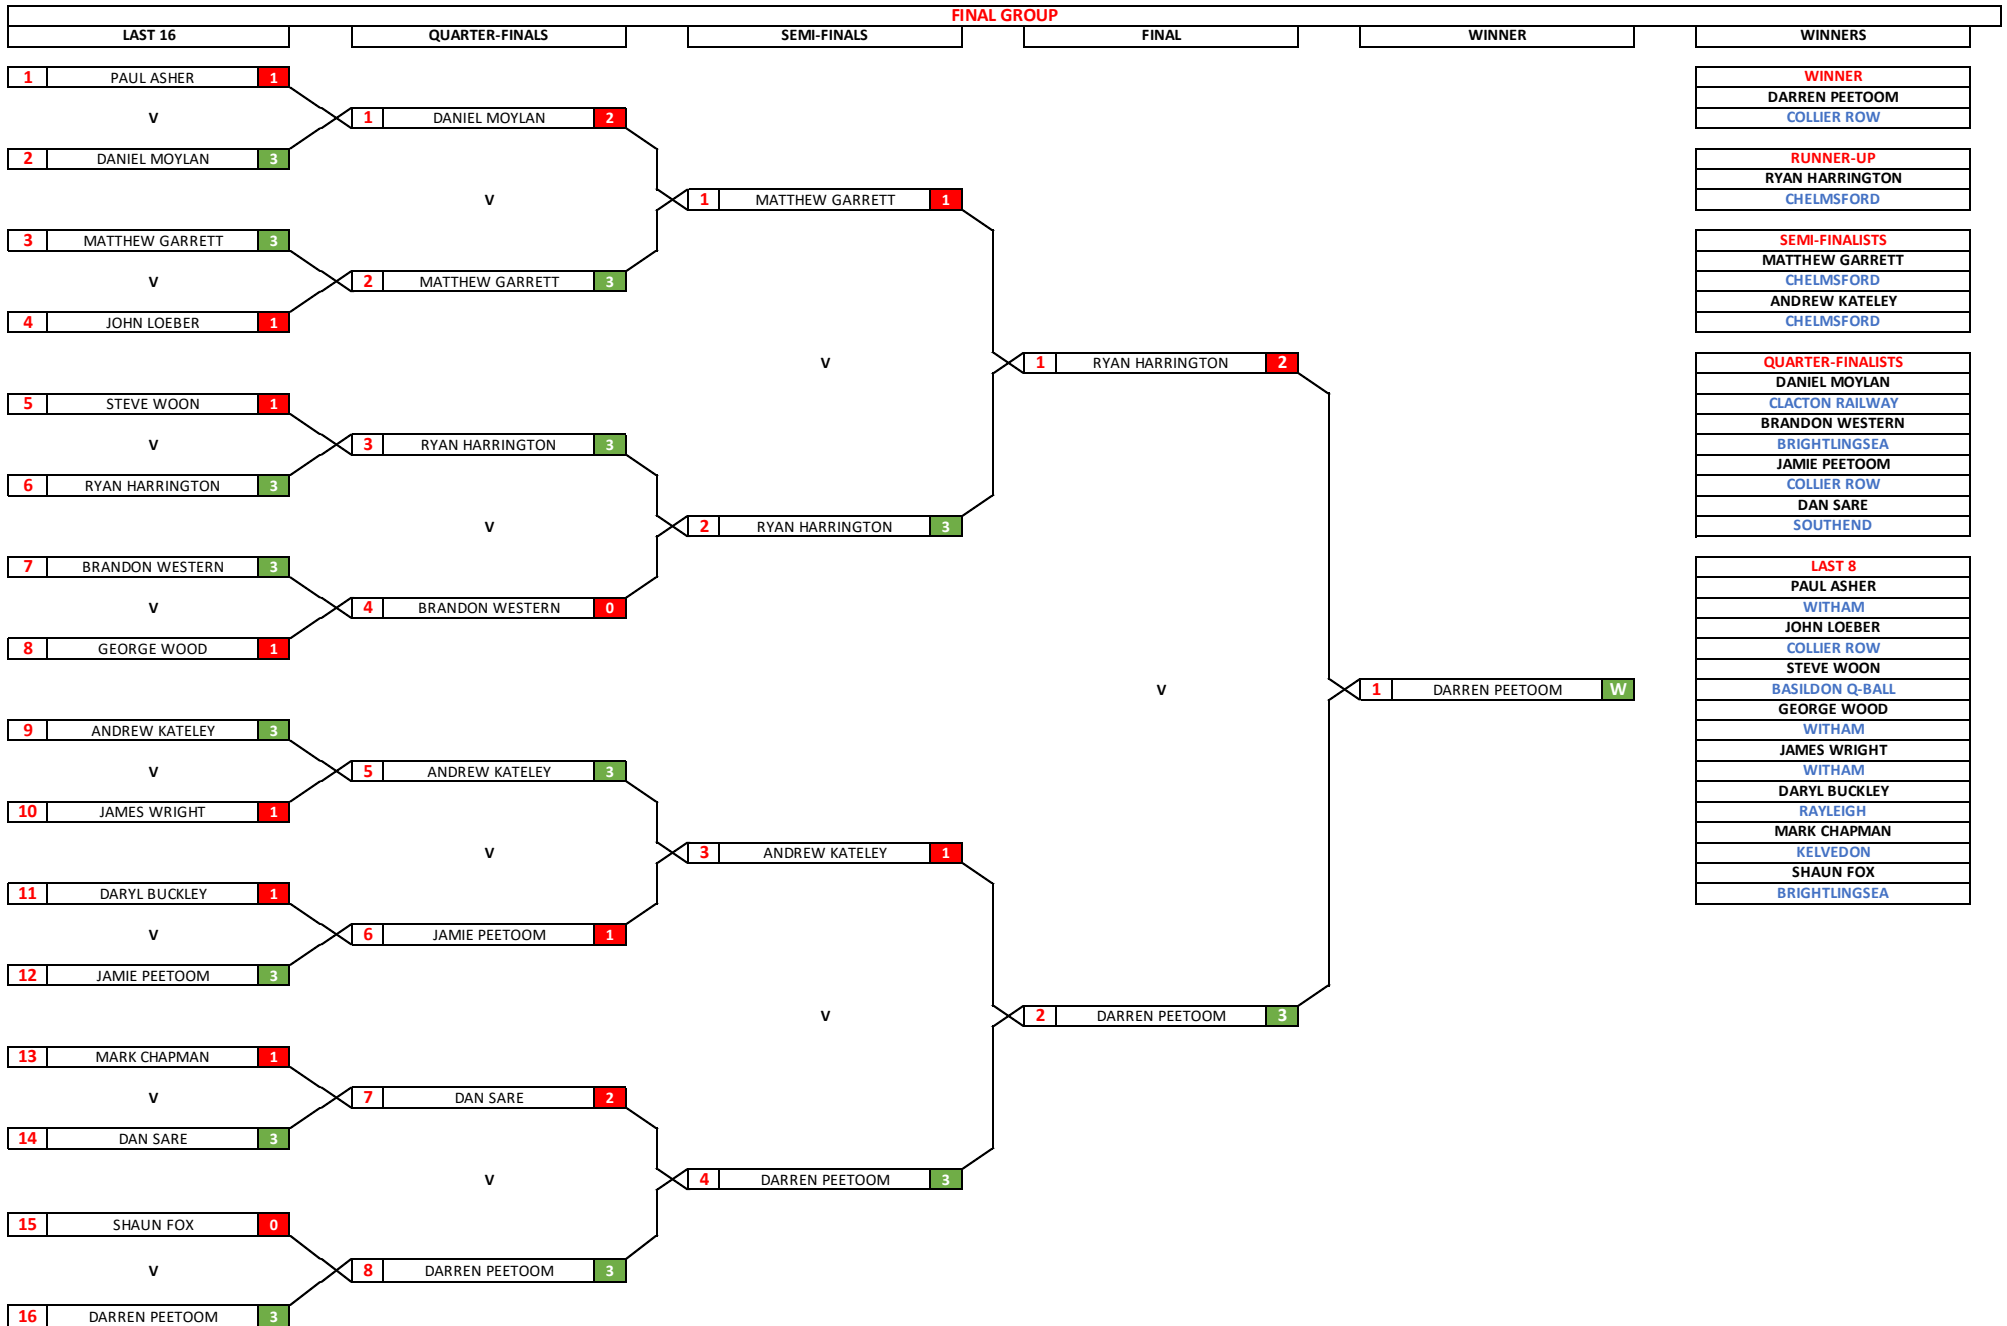 FINAL GROUP
LAST 16
QUARTER-FINALS
SEMI-FINALS
FINAL
WINNER
WINNERS
1 PAUL ASHER 1
V
2 DANIEL MOYLAN 3
3 MATTHEW GARRETT 3
V
4 JOHN LOEBER 1
5 STEVE WOON 1
V
6 RYAN HARRINGTON 3
7 BRANDON WESTERN 3
V
8 GEORGE WOOD 1
9 ANDREW KATELEY 3
V
10 JAMES WRIGHT 1
11 DARYL BUCKLEY 1
V
12 JAMIE PEETOOM 3
13 MARK CHAPMAN 1
V
14 DAN SARE 3
15 SHAUN FOX 0
V
16 DARREN PEETOOM 3
1 DANIEL MOYLAN 2
V
2 MATTHEW GARRETT 3
3 RYAN HARRINGTON 3
V
4 BRANDON WESTERN 0
5 ANDREW KATELEY 3
V
6 JAMIE PEETOOM 1
7 DAN SARE 2
V
8 DARREN PEETOOM 3
1 MATTHEW GARRETT 1
V
2 RYAN HARRINGTON 3
3 ANDREW KATELEY 1
V
4 DARREN PEETOOM 3
1 RYAN HARRINGTON 2
V
2 DARREN PEETOOM 3
1 DARREN PEETOOM W
WINNER
DARREN PEETOOM
COLLIER ROW
RUNNER-UP
RYAN HARRINGTON
CHELMSFORD
SEMI-FINALISTS
MATTHEW GARRETT
CHELMSFORD
ANDREW KATELEY
CHELMSFORD
QUARTER-FINALISTS
DANIEL MOYLAN
CLACTON RAILWAY
BRANDON WESTERN
BRIGHTLINGSEA
JAMIE PEETOOM
COLLIER ROW
DAN SARE
SOUTHEND
LAST 8
PAUL ASHER
WITHAM
JOHN LOEBER
COLLIER ROW
STEVE WOON
BASILDON Q-BALL
GEORGE WOOD
WITHAM
JAMES WRIGHT
WITHAM
DARYL BUCKLEY
RAYLEIGH
MARK CHAPMAN
KELVEDON
SHAUN FOX
BRIGHTLINGSEA